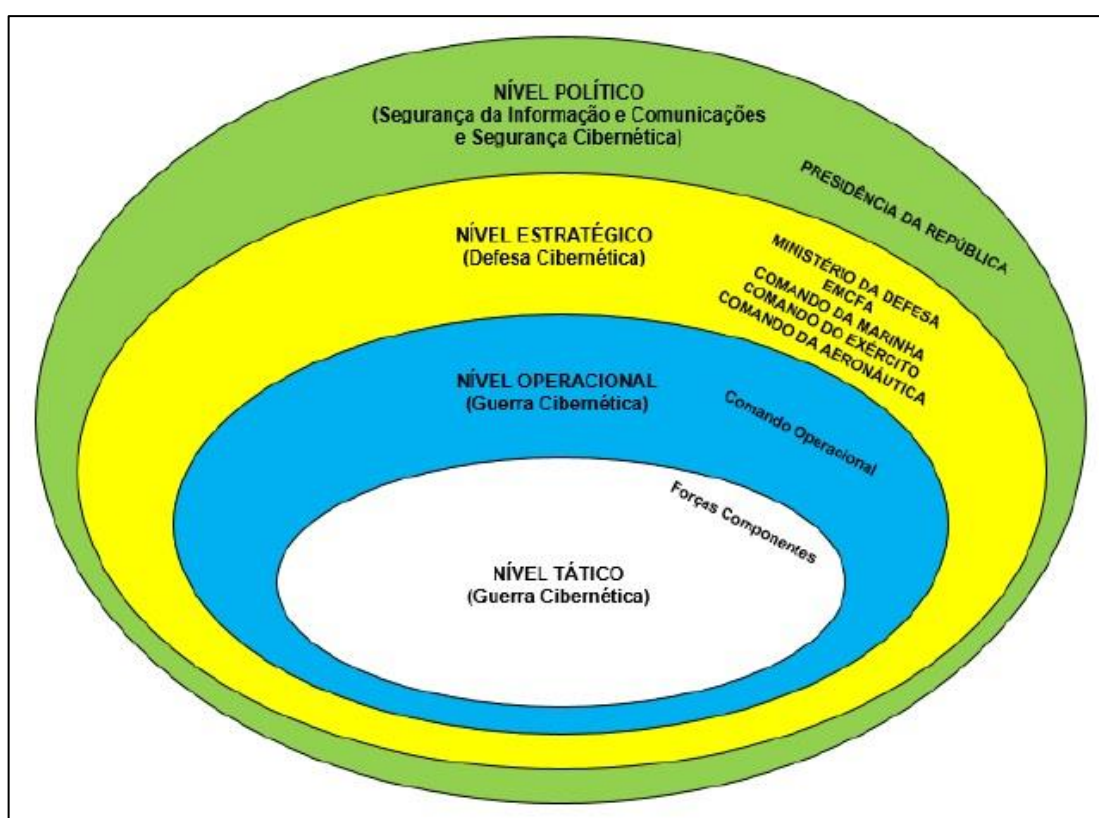 NÍVEL POLÍTICO
(Segurança da Informação e Comunicações
e Segurança Cibernética)
PRESIDÊNCIA DA REPÚBLICA
NÍVEL ESTRATÉGICO
(Defesa Cibernética)
MINISTÉRIO DA DEFESA
EMCFA
COMANDO DA MARINHA
COMANDO DO EXÉRCITO
COMANDO DA AERONÁUTICA
NÍVEL OPERACIONAL
(Guerra Cibernética)
Comando Operacional
Forças Componentes
NÍVEL TÁTICO
(Guerra Cibernética)